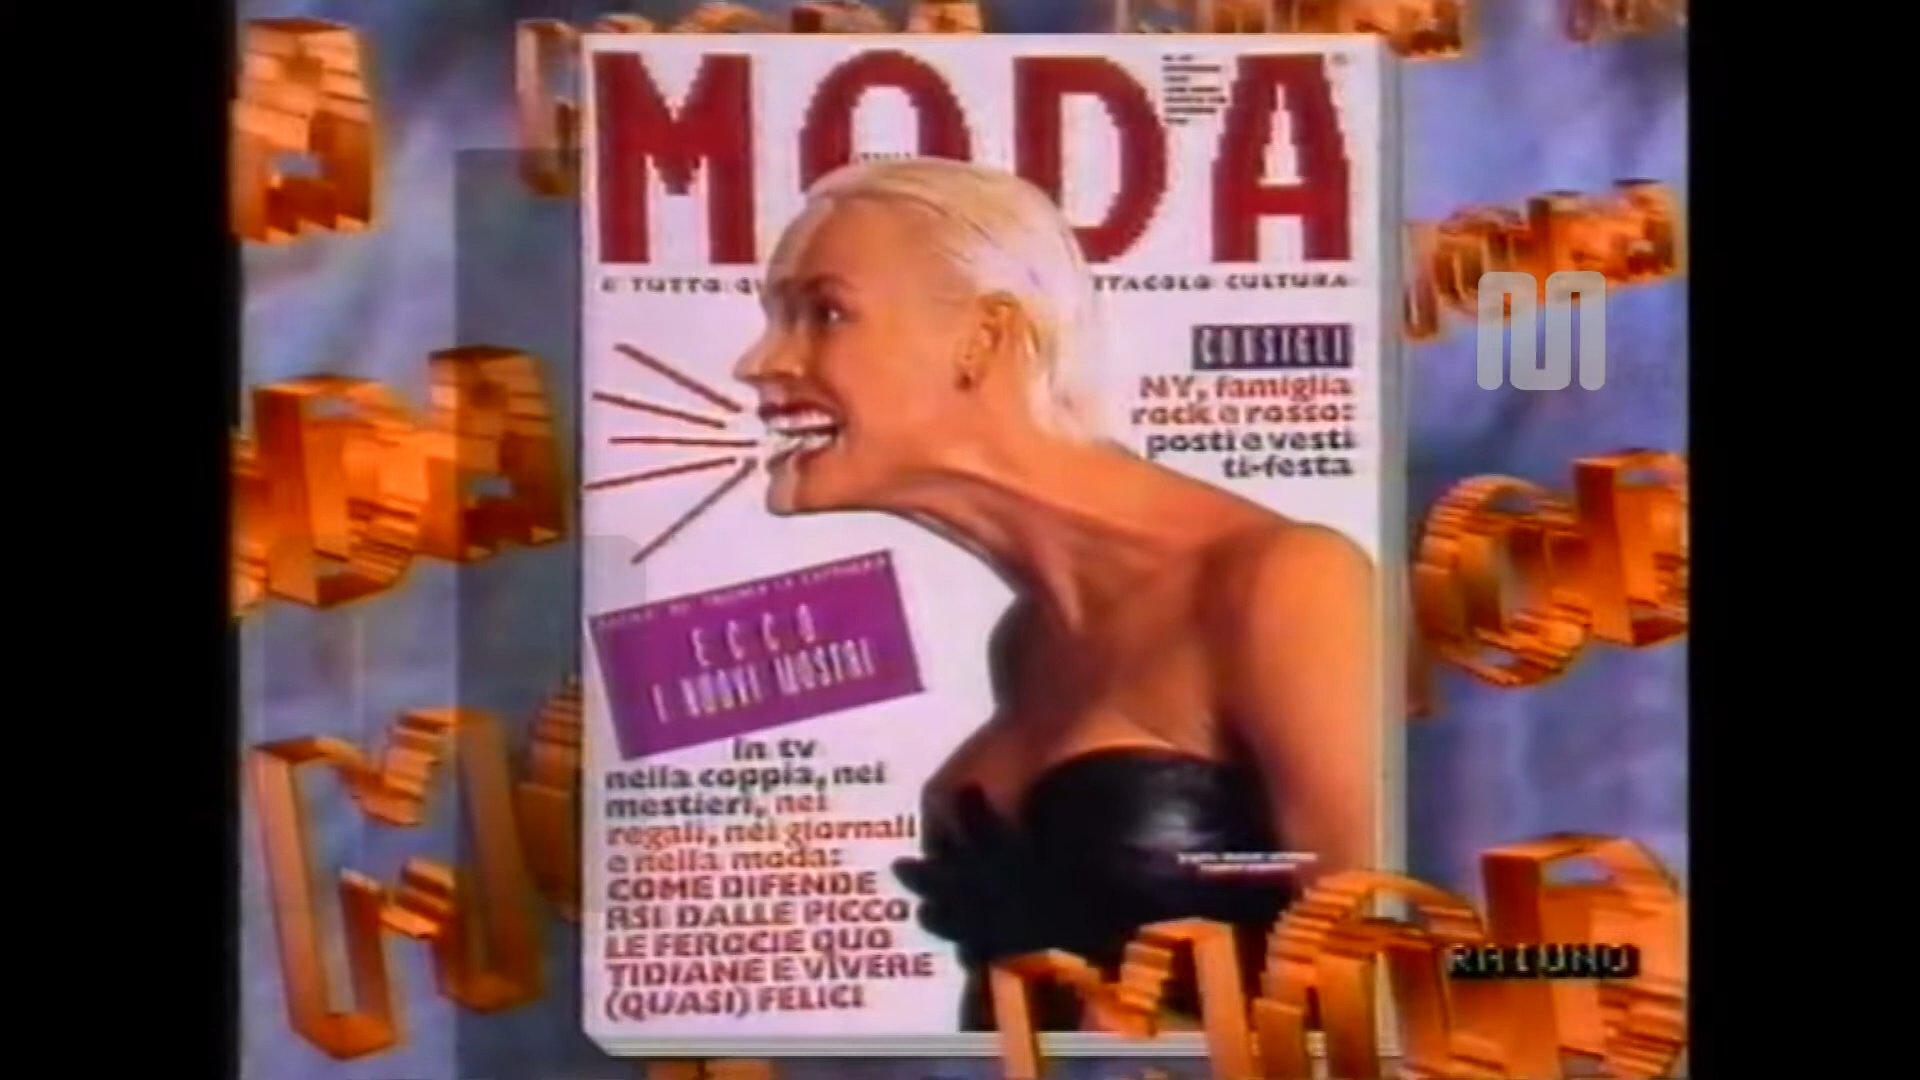 MODA
E TUTTO QU TTACOLO CULTURA
CONSIGLI
NY, famiglia
rock e rosso:
posti e vesti
ti-festa
ECCO
I NUOVI MOSTRI
in tv
nella coppia, nei
mestieri, nei
regali, nei giornali
e nella moda:
COME DIFENDE
RSI DALLE PICCO
LE FEROCIE QUO
TIDIANE E VIVERE
(QUASI) FELICI
RAIUNO